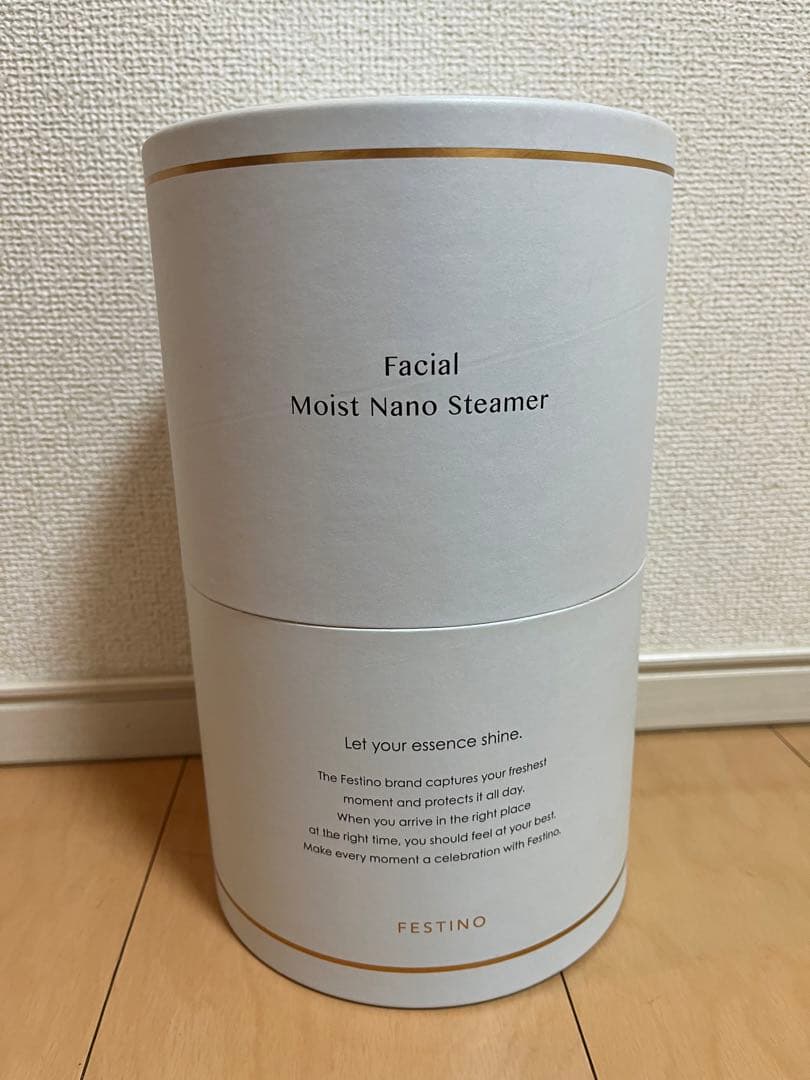 Facial
Moist Nano Steamer
Let your essence shine.
The Festino brand captures your freshest
moment and protects it all day.
When you arrive in the right place
at the right time, you should feel at your best.
Make every moment a celebration with Festino.
FESTINO